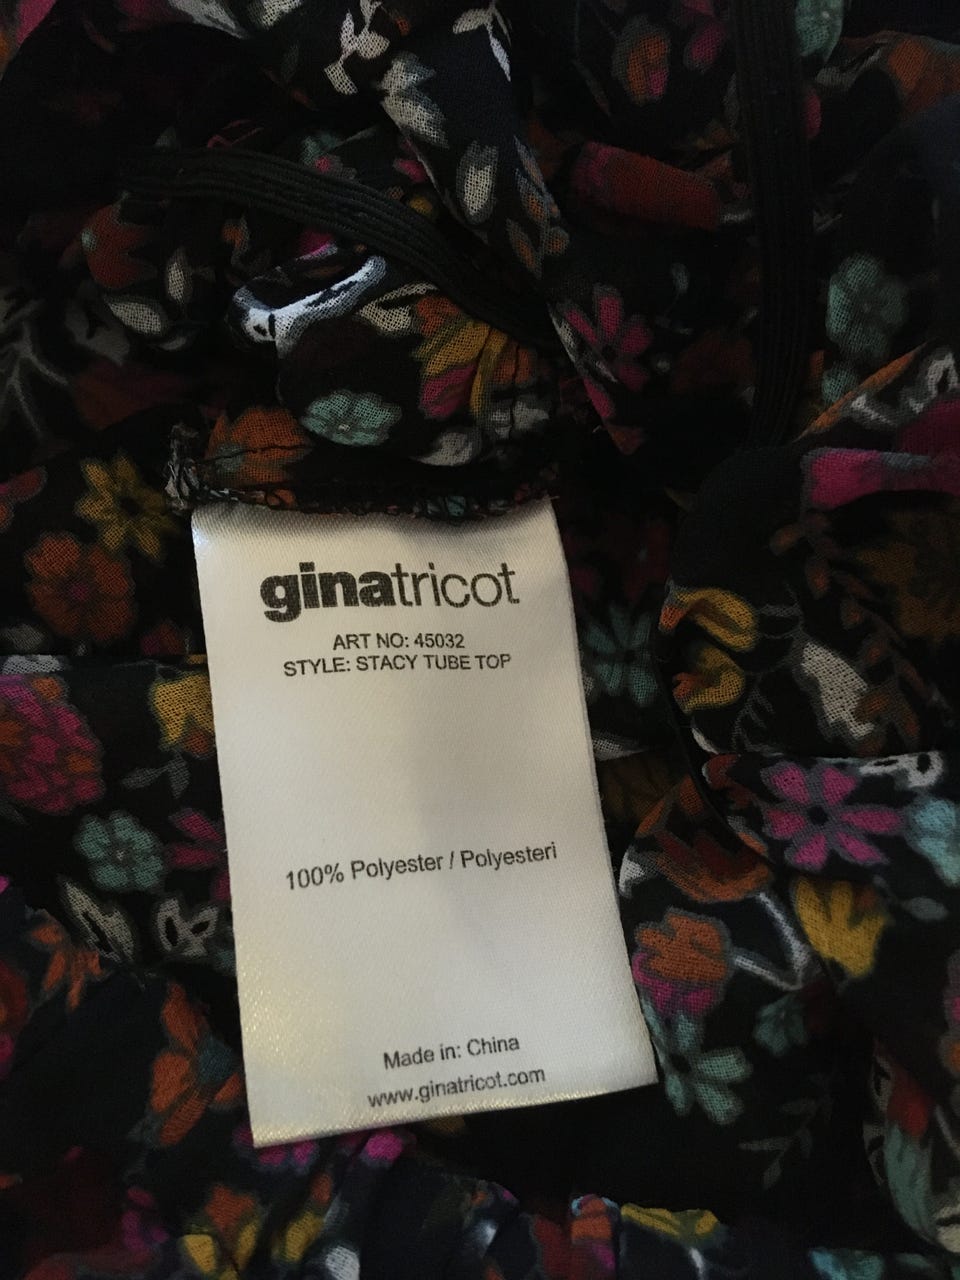 ginatricot
ART NO: 45032
STYLE: STACY TUBE TOP
100% Polyester / Polyesteri
Made in: China
www.ginatricot.com